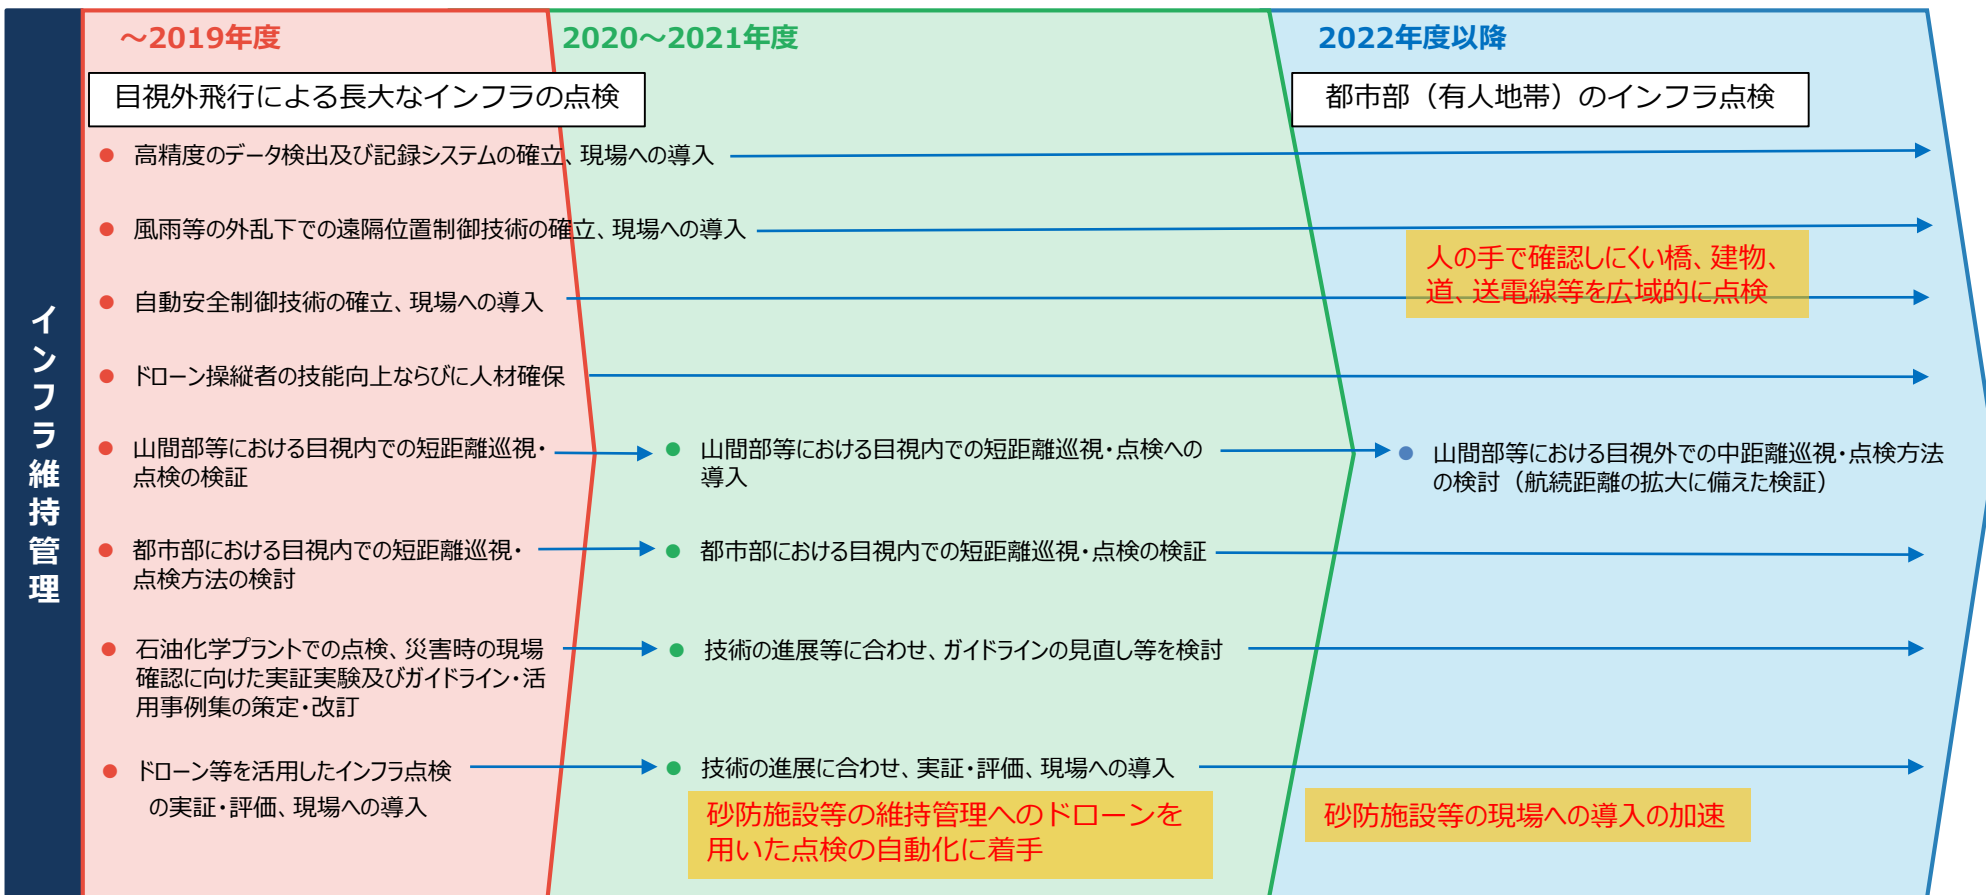 インフラ維持管理
～2019年度
2020～2021年度
2022年度以降
目視外飛行による長大なインフラの点検
都市部（有人地帯）のインフラ点検
● 高精度のデータ検出及び記録システムの確立、現場への導入
● 風雨等の外乱下での遠隔位置制御技術の確立、現場への導入
人の手で確認しにくい橋、建物、
道、送電線等を広域的に点検
● 自動安全制御技術の確立、現場への導入
● ドローン操縦者の技能向上ならびに人材確保
● 山間部等における目視内での短距離巡視・
点検の検証
● 山間部等における目視内での短距離巡視・点検への
導入
● 山間部等における目視外での中距離巡視・点検方法
の検討（航続距離の拡大に備えた検証）
● 都市部における目視内での短距離巡視・
点検方法の検討
● 都市部における目視内での短距離巡視・点検の検証
● 石油化学プラントでの点検、災害時の現場
確認に向けた実証実験及びガイドライン・活
用事例集の策定・改訂
● 技術の進展等に合わせ、ガイドラインの見直し等を検討
● ドローン等を活用したインフラ点検
の実証・評価、現場への導入
● 技術の進展に合わせ、実証・評価、現場への導入
砂防施設等の維持管理へのドローンを
用いた点検の自動化に着手
砂防施設等の現場への導入の加速